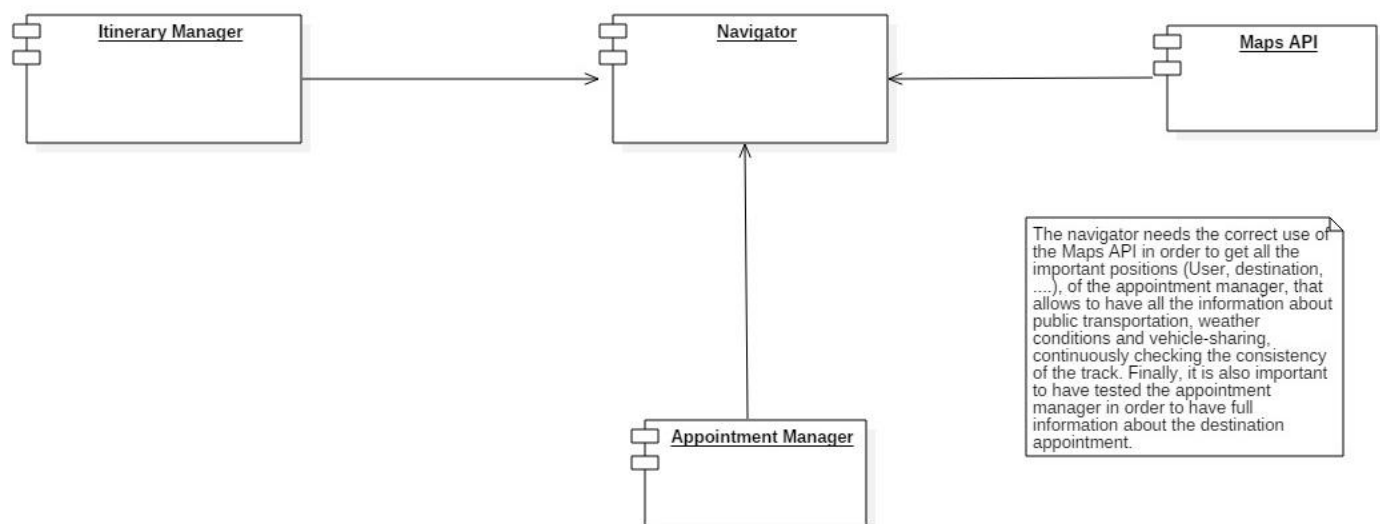 Itinerary Manager
Navigator
Maps API
The navigator needs the correct use of
the Maps API in order to get all the
important positions (User, destination,
....), of the appointment manager, that
allows to have all the information about
public transportation, weather
conditions and vehicle-sharing,
continuously checking the consistency
of the track. Finally, it is also important
to have tested the appointment
manager in order to have full
information about the destination
appointment.
Appointment Manager